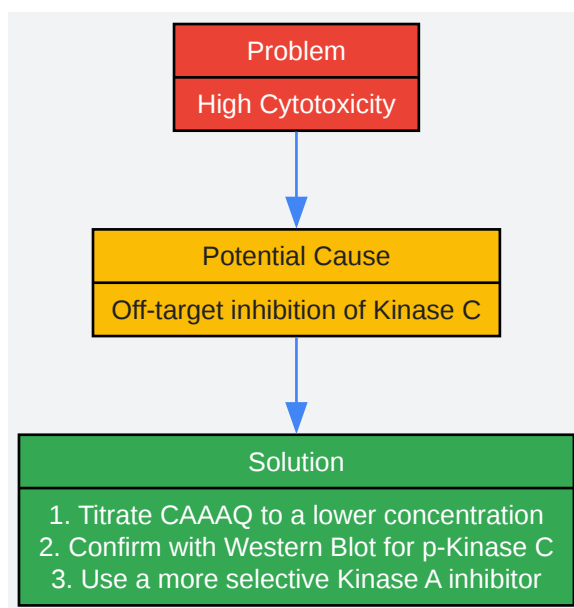 Problem
High Cytotoxicity
Potential Cause
Off-target inhibition of Kinase C
Solution
1. Titrate CAAAQ to a lower concentration
2. Confirm with Western Blot for p-Kinase C
3. Use a more selective Kinase A inhibitor